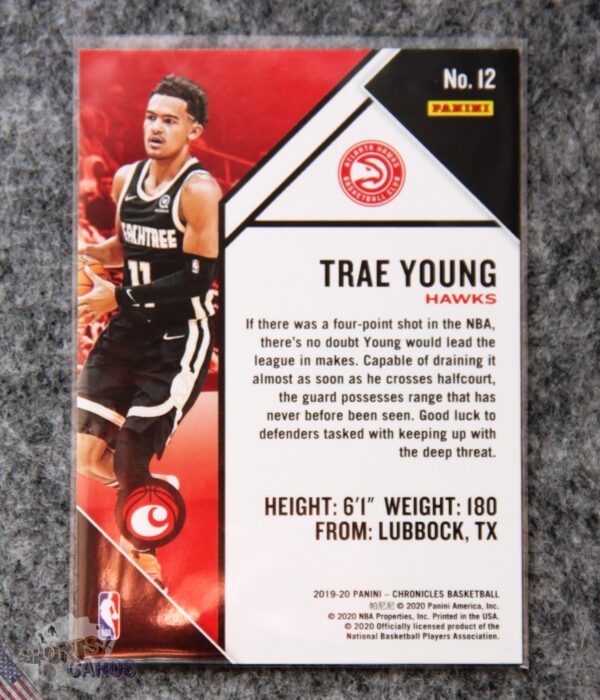 No. 12
PANINI
ATLANTA HAWKS
BASKETBALL CLUB
TRAE YOUNG
HAWKS
If there was a four-point shot in the NBA,
there's no doubt Young would lead the
league in makes. Capable of draining it
almost as soon as he crosses halfcourt,
the guard possesses range that has
never before been seen. Good luck to
defenders tasked with keeping up with
the deep threat.
HEIGHT: 6'1" WEIGHT: 180
FROM: LUBBOCK, TX
2019-20 PANINI – CHRONICLES BASKETBALL
帕尼尼 © 2020 Panini America, Inc.
© 2020 NBA Properties, Inc. Printed in the USA.
© 2020 Officially licensed product of the
National Basketball Players Association.
EACHTREE
11
C
NBA
SPORTSY
CARDS